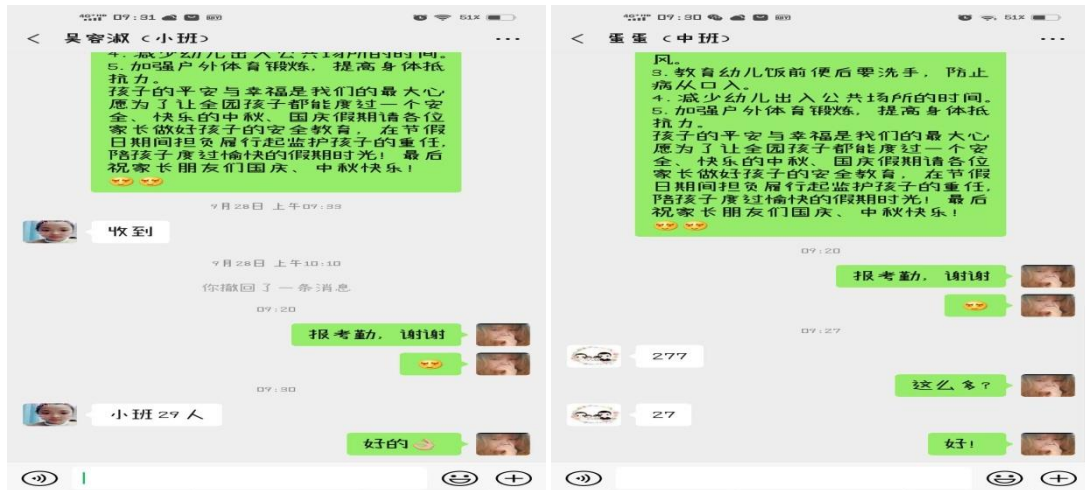 07:31
51%
< 吴容淑（小班） ...
4.减少幼儿出入公共场所的时间。
5.加强户外体育锻炼，提高身体抵
抗力。
孩子的平安与幸福是我们的最大心
愿为了让全园孩子都能度过一个安
全、快乐的中秋、国庆假期请各位
家长做好孩子的安全教育，在节假
日期间担负履行起监护孩子的重任，
陪孩子度过愉快的假期时光！最后
祝家长朋友们国庆、中秋快乐！
9月28日 上午09:33
收到
9月28日 上午10:10
你撤回了一条消息
09:20
报考勤，谢谢
09:30
小班29人
好的👌
07:30
51%
< 蛋蛋（中班） ...
风。
3.教育幼儿饭前便后要洗手，防止
病从口入。
4.减少幼儿出入公共场所的时间。
5.加强户外体育锻炼，提高身体抵
抗力。
孩子的平安与幸福是我们的最大心
愿为了让全园孩子都能度过一个安
全、快乐的中秋、国庆假期请各位
家长做好孩子的安全教育，在节假
日期间担负履行起监护孩子的重任，
陪孩子度过愉快的假期时光！最后
祝家长朋友们国庆、中秋快乐！
09:20
报考勤，谢谢
09:27
277
这么多？
27
好！